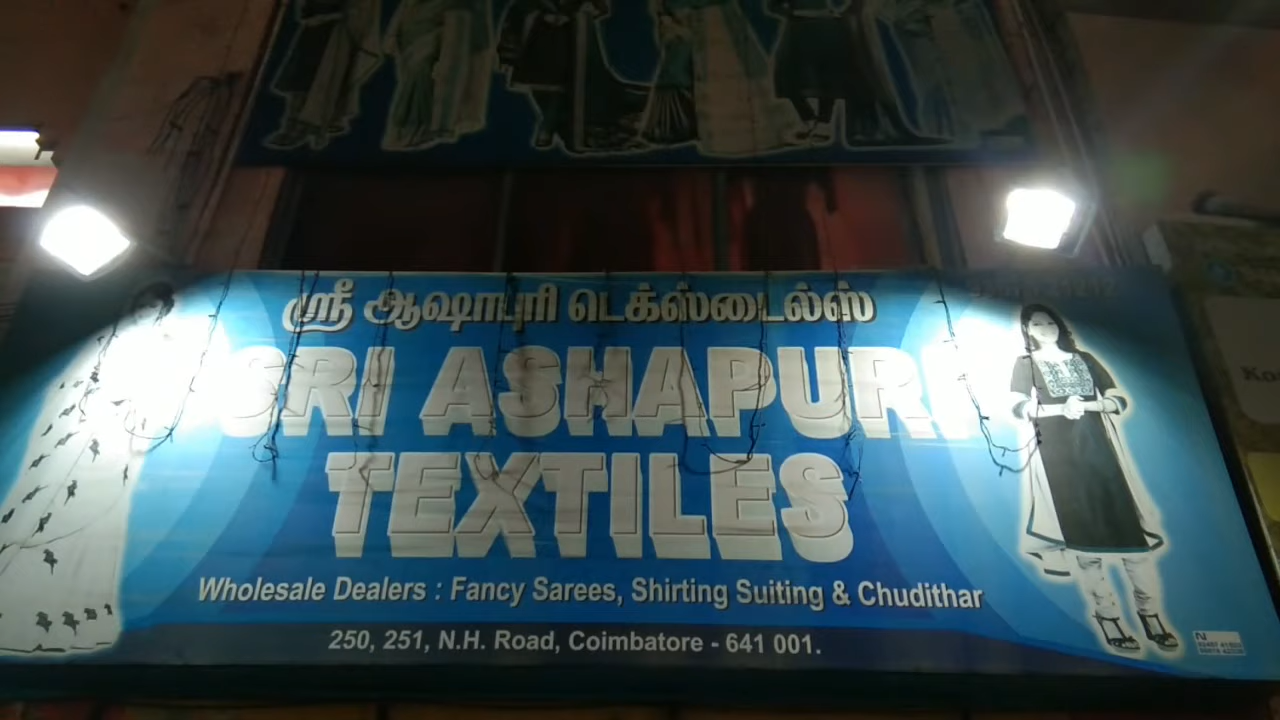 ஸ்ரீ ஆஷாபுரி டெக்ஸ்டைல்ஸ்
SRI ASHAPURI
TEXTILES
Wholesale Dealers : Fancy Sarees, Shirting Suiting & Chudithar
250, 251, N.H. Road, Coimbatore - 641 001.